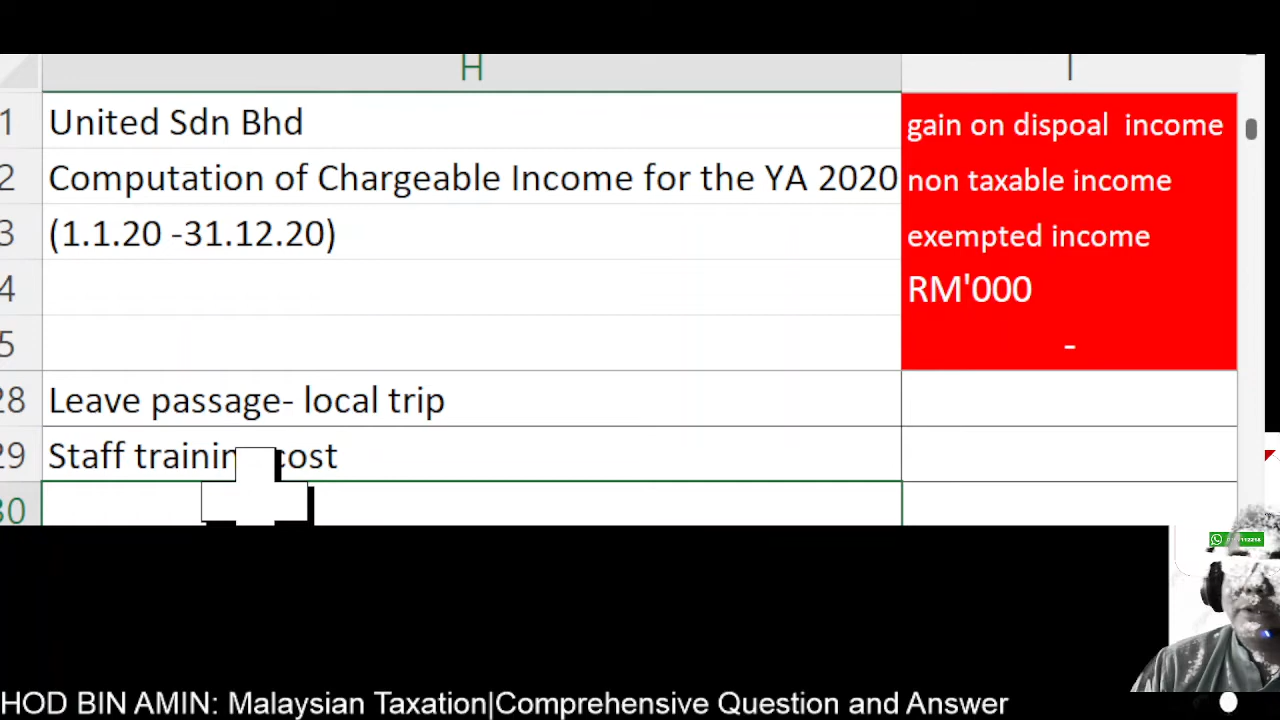 H I
1 United Sdn Bhd gain on dispoal income
2 Computation of Chargeable Income for the YA 2020 non taxable income
3 (1.1.20 -31.12.20) exempted income
4 RM'000
5 -
28 Leave passage- local trip
29 Staff training cost
30
HOD BIN AMIN: Malaysian Taxation|Comprehensive Question and Answer